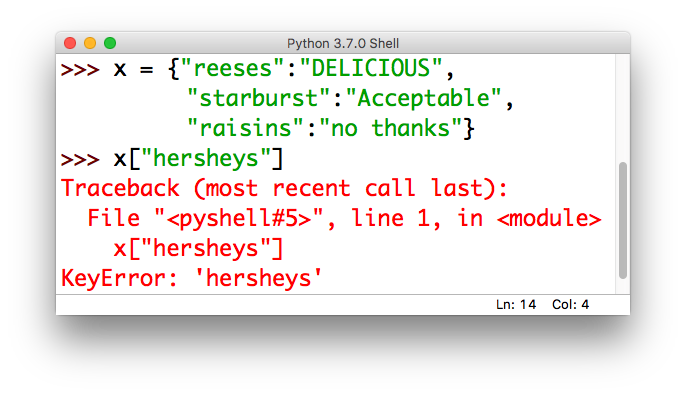 Python 3.7.0 Shell
>>> x = {"reeses":"DELICIOUS",
"starburst":"Acceptable",
"raisins":"no thanks"}
>>> x["hersheys"]
Traceback (most recent call last):
File "<pyshell#5>", line 1, in <module>
x["hersheys"]
KeyError: 'hersheys'
Ln: 14 Col: 4